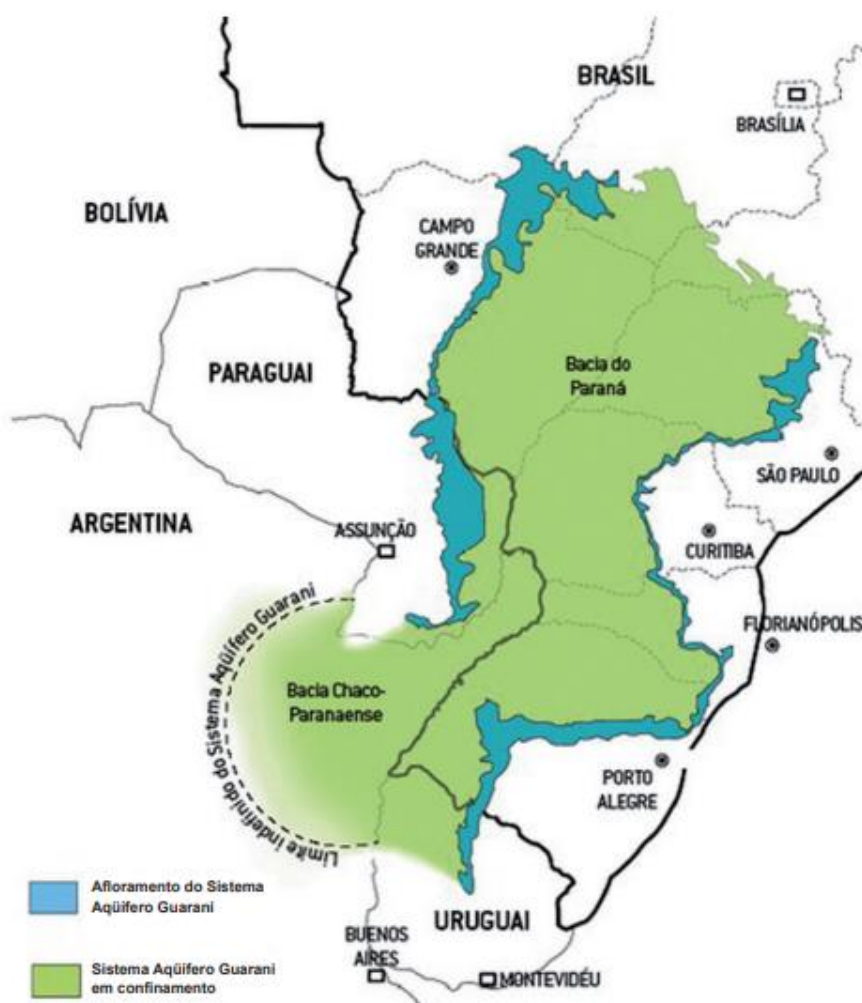 BRASIL
BRASÍLIA
BOLÍVIA
CAMPO
GRANDE
PARAGUAI
Bacia do
Paraná
SÃO PAULO
ARGENTINA
ASSUNÇÃO
CURITIBA
Limite Indefinido do Sistema Aqüífero Guarani
FLORIANÓPOLIS
Bacia Chaco-
Paranaense
PORTO
ALEGRE
Afloramento do Sistema
Aqüífero Guarani
URUGUAI
BUENOS
AIRES
MONTEVIDÉU
Sistema Aqüífero Guarani
em confinamento